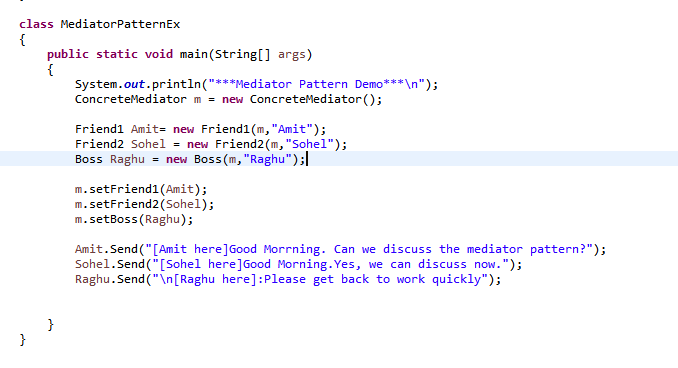 class MediatorPatternEx
{
public static void main(String[] args)
{
System.out.println("***Mediator Pattern Demo***\n");
ConcreteMediator m = new ConcreteMediator();
Friend1 Amit= new Friend1(m,"Amit");
Friend2 Sohel = new Friend2(m,"Sohel");
Boss Raghu = new Boss(m,"Raghu");
m.setFriend1(Amit);
m.setFriend2(Sohel);
m.setBoss(Raghu);
Amit.Send("[Amit here]Good Morrning. Can we discuss the mediator pattern?");
Sohel.Send("[Sohel here]Good Morning.Yes, we can discuss now.");
Raghu.Send("\n[Raghu here]:Please get back to work quickly");
}
}